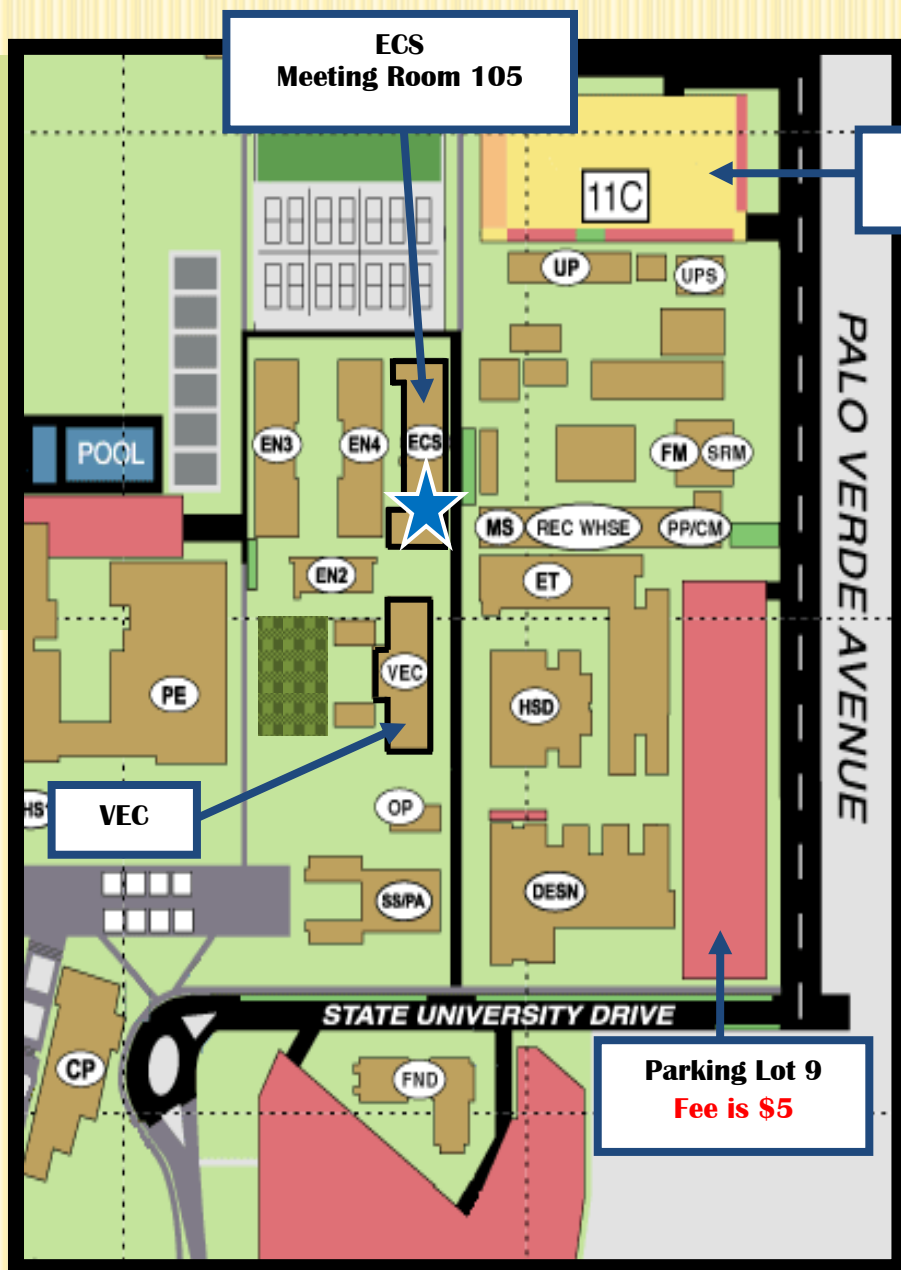 ECS
Meeting Room 105
11C
UP
UPS
PALO VERDE AVENUE
EN3
EN4
ECS
POOL
FM
SRM
MS
REC WHSE
PP/CM
EN2
ET
VEC
PE
HSD
VEC
OP
SS/PA
DESN
STATE UNIVERSITY DRIVE
CP
FND
Parking Lot 9
Fee is $5